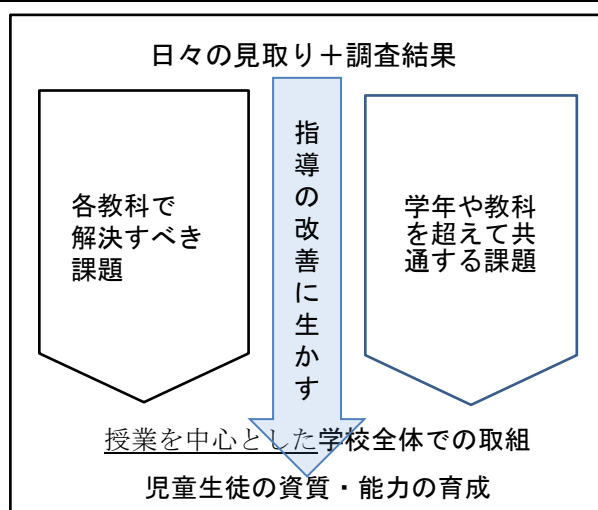 日々の見取り＋調査結果
各教科で
解決すべき
課題
指導の改善に生かす
学年や教科
を超えて共
通する課題
授業を中心とした学校全体での取組
児童生徒の資質・能力の育成